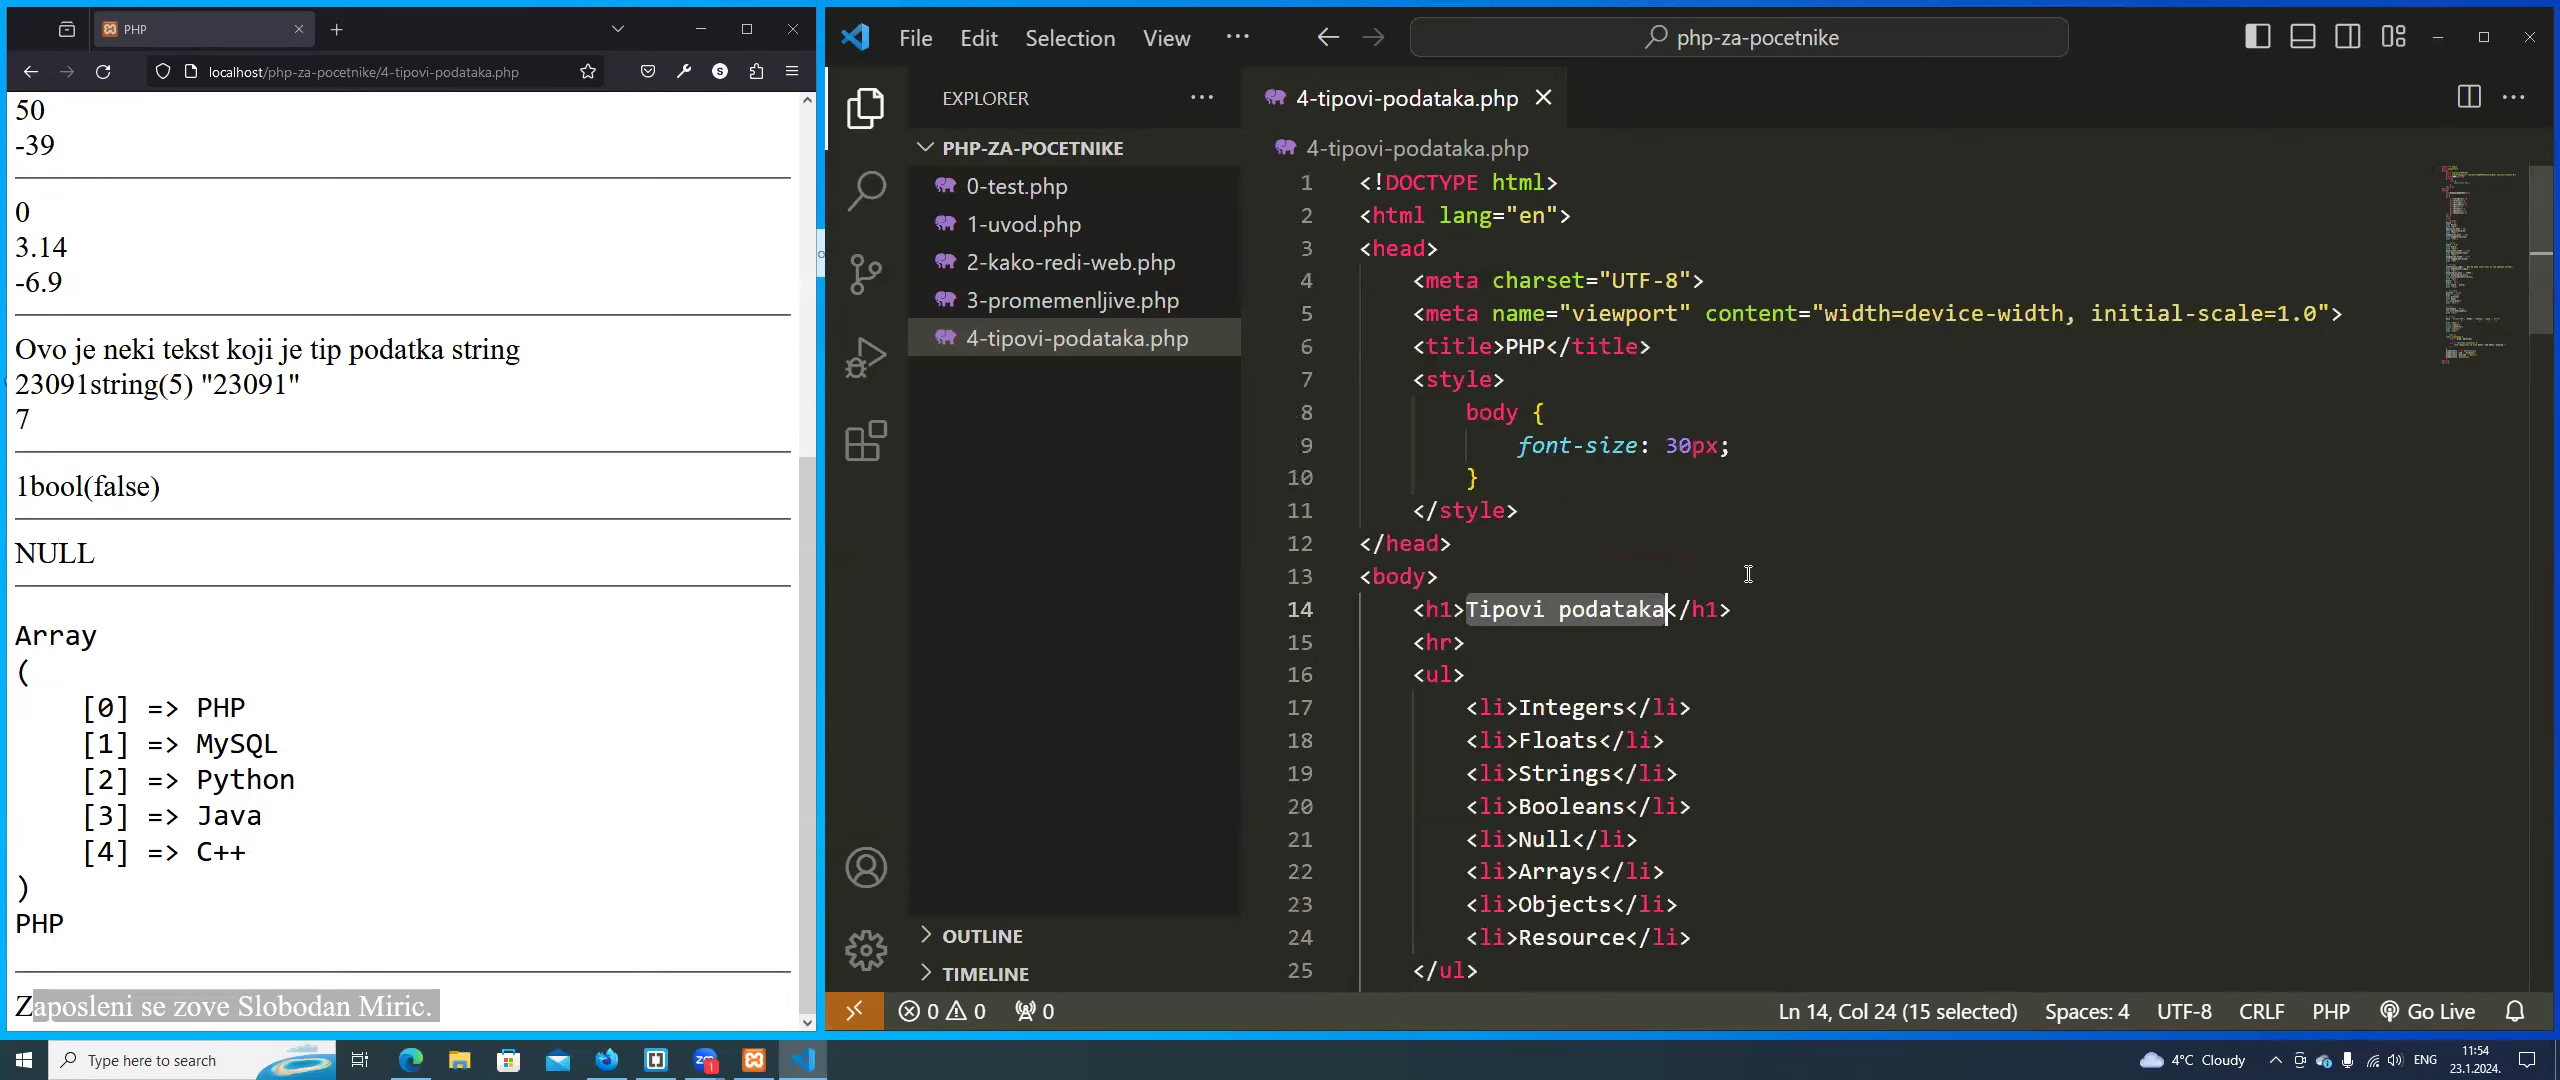 PHP
localhost/php-za-pocetnike/4-tipovi-podataka.php
S
50
-39
0
3.14
-6.9
Ovo je neki tekst koji je tip podatka string
23091string(5) "23091"
7
1bool(false)
NULL
Array
(
[0] => PHP
[1] => MySQL
[2] => Python
[3] => Java
[4] => C++
)
PHP
Zaposleni se zove Slobodan Miric.
File Edit Selection View ···
php-za-pocetnike
EXPLORER
PHP-ZA-POCETNIKE
0-test.php
1-uvod.php
2-kako-redi-web.php
3-promemenljive.php
4-tipovi-podataka.php
OUTLINE
TIMELINE
4-tipovi-podataka.php
4-tipovi-podataka.php
1 <!DOCTYPE html>
2 <html lang="en">
3 <head>
4 <meta charset="UTF-8">
5 <meta name="viewport" content="width=device-width, initial-scale=1.0">
6 <title>PHP</title>
7 <style>
8 body {
9 font-size: 30px;
10 }
11 </style>
12 </head>
13 <body>
14 <h1>Tipovi podataka</h1>
15 <hr>
16 <ul>
17 <li>Integers</li>
18 <li>Floats</li>
19 <li>Strings</li>
20 <li>Booleans</li>
21 <li>Null</li>
22 <li>Arrays</li>
23 <li>Objects</li>
24 <li>Resource</li>
25 </ul>
0 0 0
Ln 14, Col 24 (15 selected) Spaces: 4 UTF-8 CRLF PHP Go Live
Type here to search
4°C Cloudy
ENG
11:54
23.1.2024.